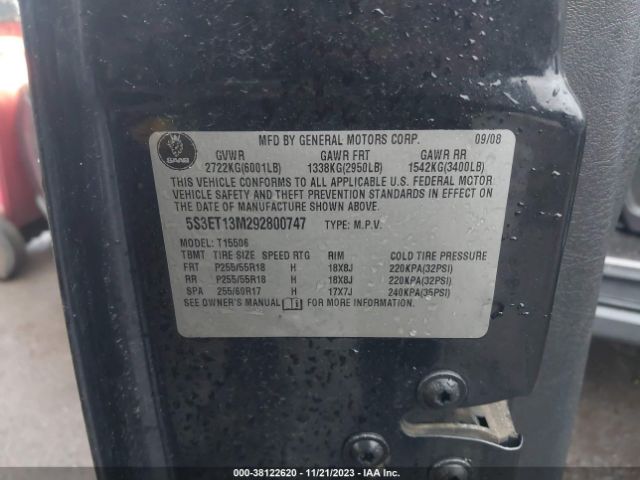 SAAB
MFD BY GENERAL MOTORS CORP. 09/08
GVWR GAWR FRT GAWR RR
2722KG(6001LB) 1338KG(2950LB) 1542KG(3400LB)
THIS VEHICLE CONFORMS TO ALL APPLICABLE U.S. FEDERAL MOTOR
VEHICLE SAFETY AND THEFT PREVENTION STANDARDS IN EFFECT ON
THE DATE OF MANUFACTURE SHOWN ABOVE.
5S3ET13M292800747 TYPE: M.P.V.
MODEL: T15506
TBMT TIRE SIZE SPEED RTG RIM COLD TIRE PRESSURE
FRT P255/55R18 H 18X8J 220KPA(32PSI)
RR P255/55R18 H 18X8J 220KPA(32PSI)
SPA 255/60R17 H 17X7J 240KPA(35PSI)
SEE OWNER'S MANUAL FOR MORE INFORMATION.
000-38122620 - 11/21/2023 - IAA Inc.